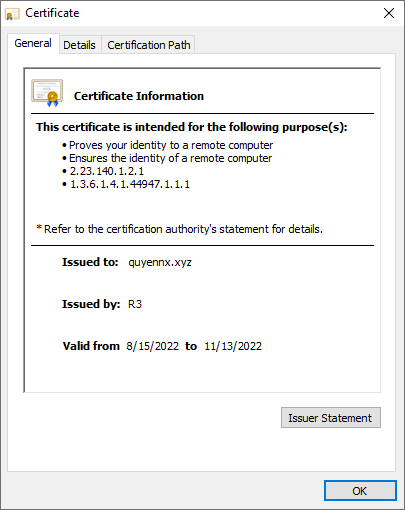 Certificate
General
Details
Certification Path
Certificate Information
This certificate is intended for the following purpose(s):
• Proves your identity to a remote computer
• Ensures the identity of a remote computer
• 2.23.140.1.2.1
• 1.3.6.1.4.1.44947.1.1.1
* Refer to the certification authority's statement for details.
Issued to: quyennx.xyz
Issued by: R3
Valid from 8/15/2022 to 11/13/2022
Issuer Statement
OK